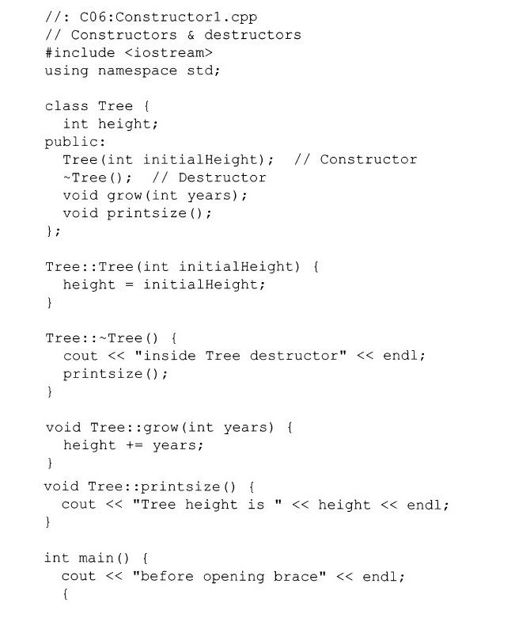 //: C06:Constructor1.cpp
// Constructors & destructors
#include <iostream>
using namespace std;

class Tree {
  int height;
public:
  Tree(int initialHeight);  // Constructor
  ~Tree();  // Destructor
  void grow(int years);
  void printsize();
};

Tree::Tree(int initialHeight) {
  height = initialHeight;
}

Tree::~Tree() {
  cout << "inside Tree destructor" << endl;
  printsize();
}

void Tree::grow(int years) {
  height += years;
}
void Tree::printsize() {
  cout << "Tree height is " << height << endl;
}

int main() {
  cout << "before opening brace" << endl;
  {